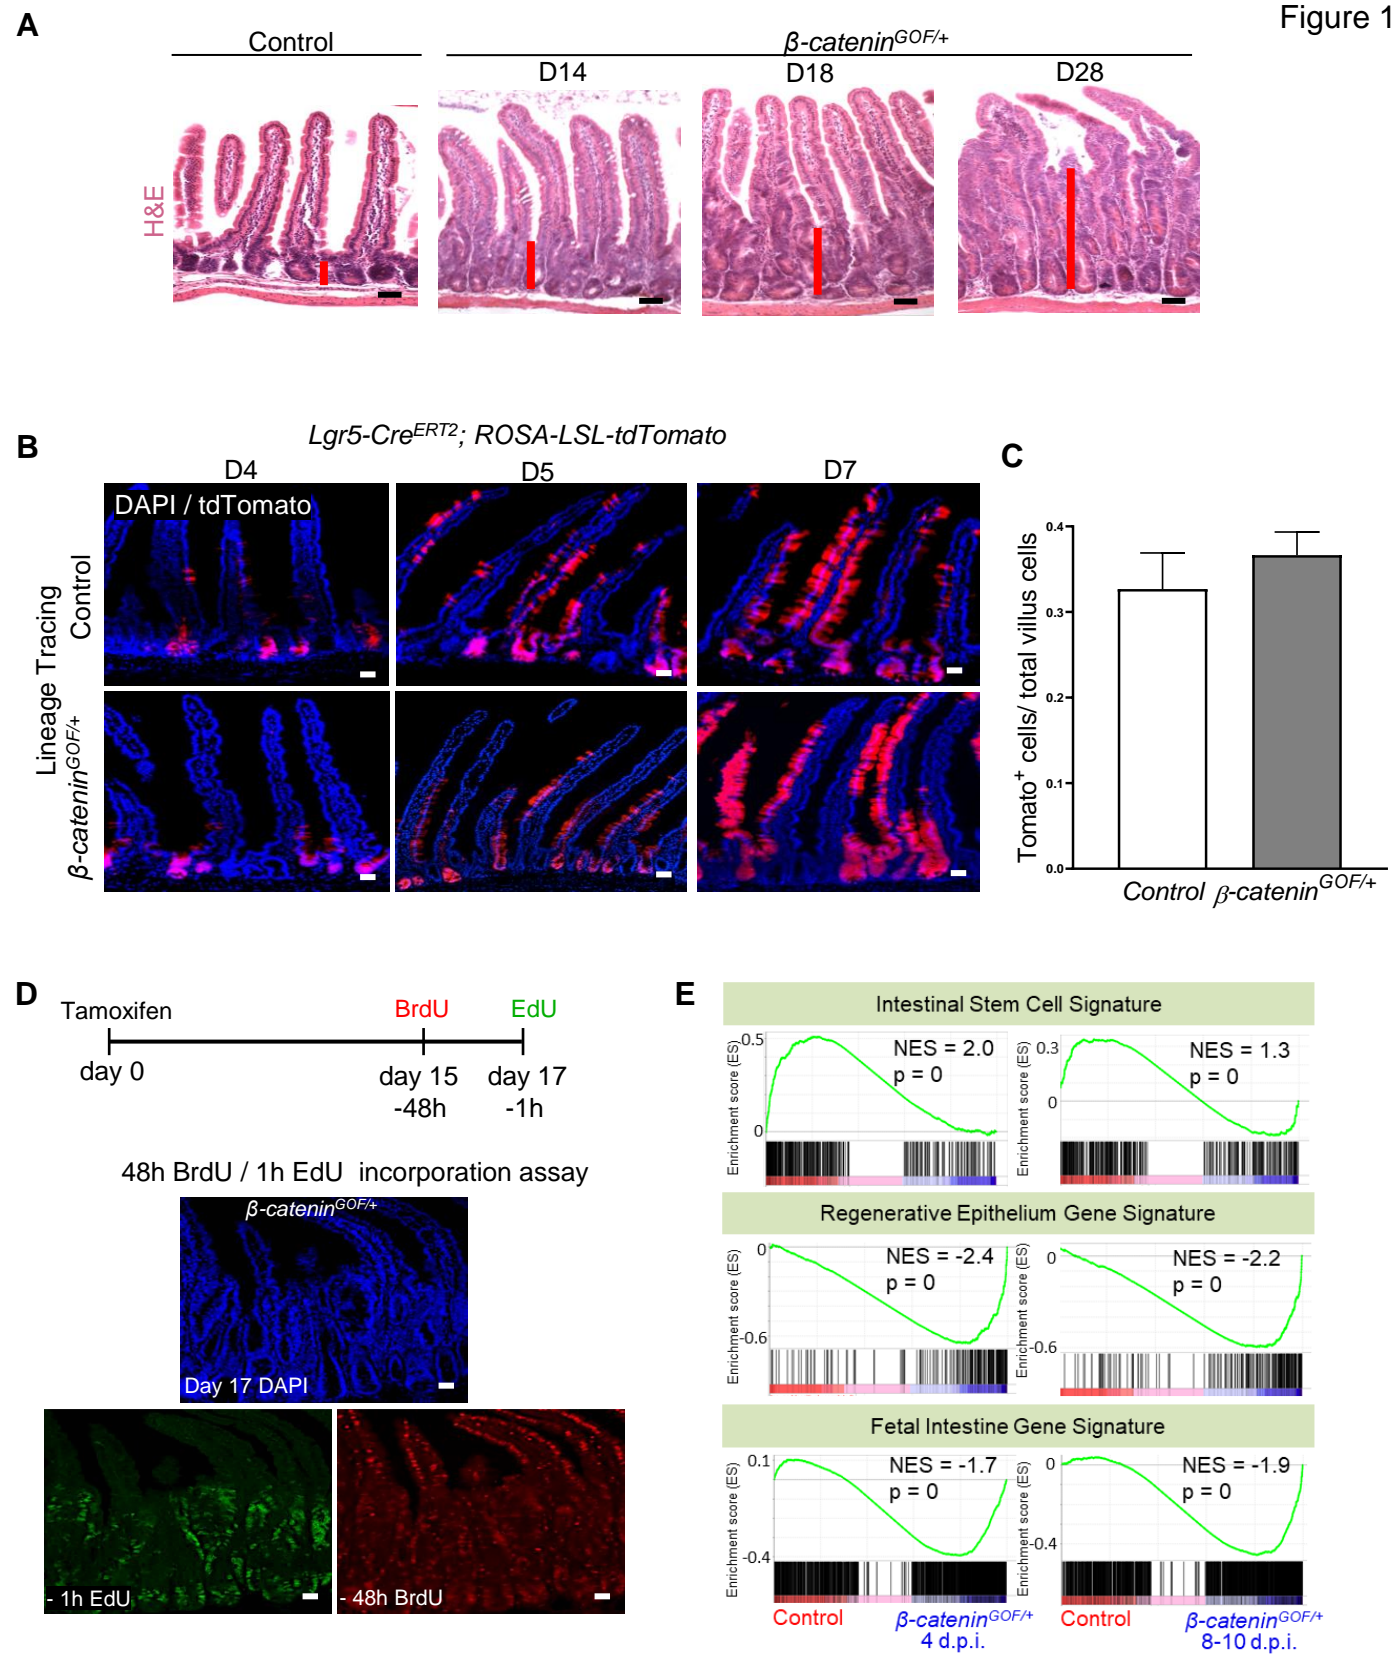 Figure 1
A
Control
β-catenin^GOF/+
D14
D18
D28
H&E
B
Lgr5-Cre^ERT2; ROSA-LSL-tdTomato
D4
D5
D7
DAPI / tdTomato
Lineage Tracing
Control
β-catenin^GOF/+
C
Tomato⁺ cells/ total villus cells
0.4
0.3
0.2
0.1
0.0
Control β-catenin^GOF/+
D
Tamoxifen
BrdU
EdU
day 0
day 15
day 17
-48h
-1h
48h BrdU / 1h EdU incorporation assay
β-catenin^GOF/+
Day 17 DAPI
- 1h EdU
- 48h BrdU
E
Intestinal Stem Cell Signature
Enrichment score (ES)
0.5
0
NES = 2.0
p = 0
Enrichment score (ES)
0.3
0
NES = 1.3
p = 0
Regenerative Epithelium Gene Signature
Enrichment score (ES)
0
-0.6
NES = -2.4
p = 0
Enrichment score (ES)
0
-0.6
NES = -2.2
p = 0
Fetal Intestine Gene Signature
Enrichment score (ES)
0.1
-0.4
NES = -1.7
p = 0
Enrichment score (ES)
0
-0.4
NES = -1.9
p = 0
Control
β-catenin^GOF/+
4 d.p.i.
Control
β-catenin^GOF/+
8-10 d.p.i.